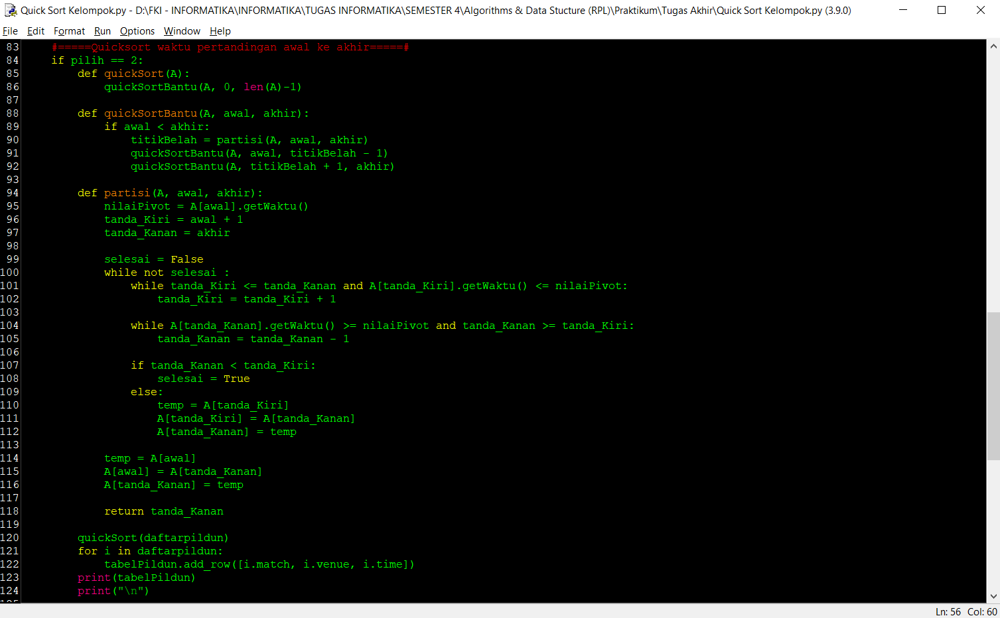 Quick Sort Kelompok.py - D:\FKI - INFORMATIKA\INFORMATIKA\TUGAS INFORMATIKA\SEMESTER 4\Algorithms & Data Stucture (RPL)\Praktikum\Tugas Akhir\Quick Sort Kelompok.py (3.9.0)
File Edit Format Run Options Window Help
83     #=====Quicksort waktu pertandingan awal ke akhir=====#
84     if pilih == 2:
85         def quickSort(A):
86             quickSortBantu(A, 0, len(A)-1)
87
88         def quickSortBantu(A, awal, akhir):
89             if awal < akhir:
90                 titikBelah = partisi(A, awal, akhir)
91                 quickSortBantu(A, awal, titikBelah - 1)
92                 quickSortBantu(A, titikBelah + 1, akhir)
93
94         def partisi(A, awal, akhir):
95             nilaiPivot = A[awal].getWaktu()
96             tanda_Kiri = awal + 1
97             tanda_Kanan = akhir
98
99             selesai = False
100             while not selesai :
101                 while tanda_Kiri <= tanda_Kanan and A[tanda_Kiri].getWaktu() <= nilaiPivot:
102                     tanda_Kiri = tanda_Kiri + 1
103
104                 while A[tanda_Kanan].getWaktu() >= nilaiPivot and tanda_Kanan >= tanda_Kiri:
105                     tanda_Kanan = tanda_Kanan - 1
106
107                 if tanda_Kanan < tanda_Kiri:
108                     selesai = True
109                 else:
110                     temp = A[tanda_Kiri]
111                     A[tanda_Kiri] = A[tanda_Kanan]
112                     A[tanda_Kanan] = temp
113
114             temp = A[awal]
115             A[awal] = A[tanda_Kanan]
116             A[tanda_Kanan] = temp
117
118             return tanda_Kanan
119
120         quickSort(daftarpildun)
121         for i in daftarpildun:
122             tabelPildun.add_row([i.match, i.venue, i.time])
123         print(tabelPildun)
124         print("\n")
Ln: 56 Col: 60